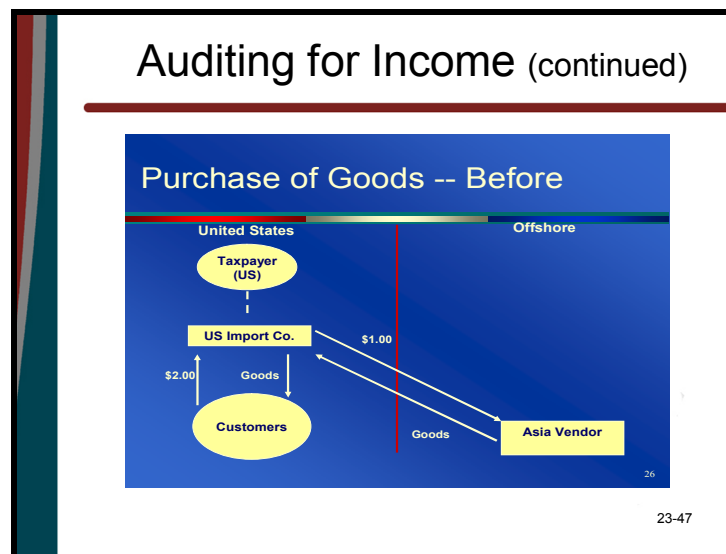 Auditing for Income (continued)
Purchase of Goods -- Before
United States
Offshore
Taxpayer
(US)
US Import Co.
$1.00
$2.00
Goods
Customers
Goods
Asia Vendor
26
23-47